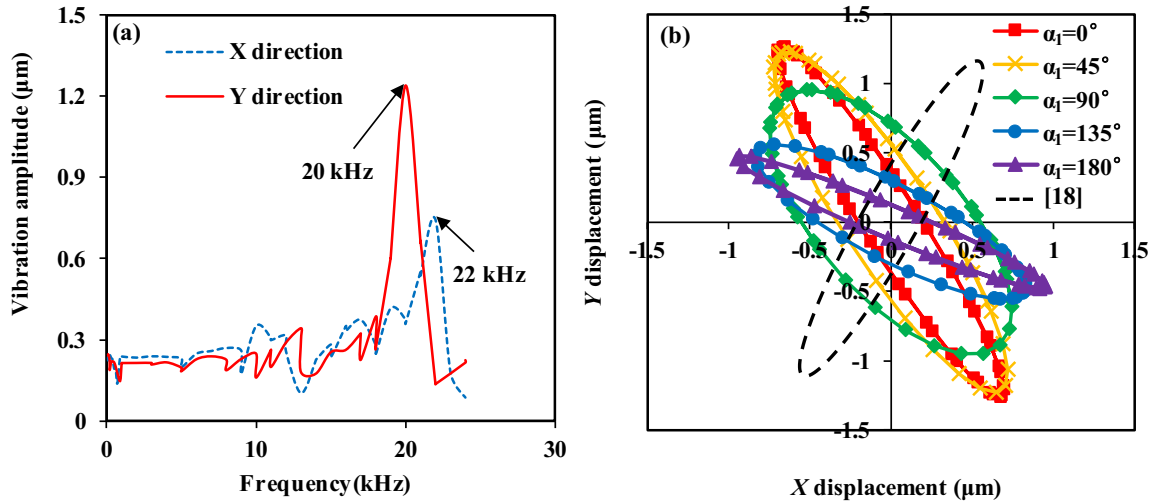 (a)
X direction
Y direction
20 kHz
22 kHz
Vibration amplitude (μm)
1.5
1.2
0.9
0.6
0.3
0
0
10
20
30
Frequency(kHz)
(b)
α₁=0°
α₁=45°
α₁=90°
α₁=135°
α₁=180°
[18]
Y displacement (μm)
1.5
1
0.5
0
-0.5
-1
-1.5
-1.5
-1
-0.5
0
0.5
1
1.5
X displacement (μm)